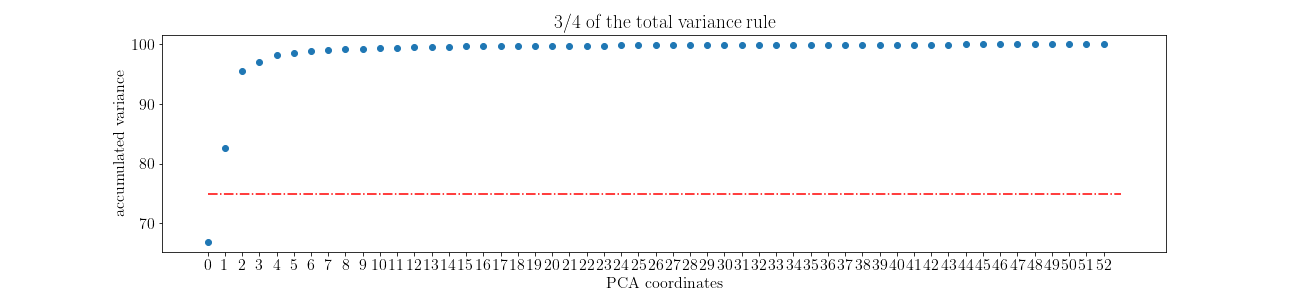 3/4 of the total variance rule
accumulated variance
100
90
80
70
0 1 2 3 4 5 6 7 8 9 10 11 12 13 14 15 16 17 18 19 20 21 22 23 24 25 26 27 28 29 30 31 32 33 34 35 36 37 38 39 40 41 42 43 44 45 46 47 48 49 50 51 52
PCA coordinates